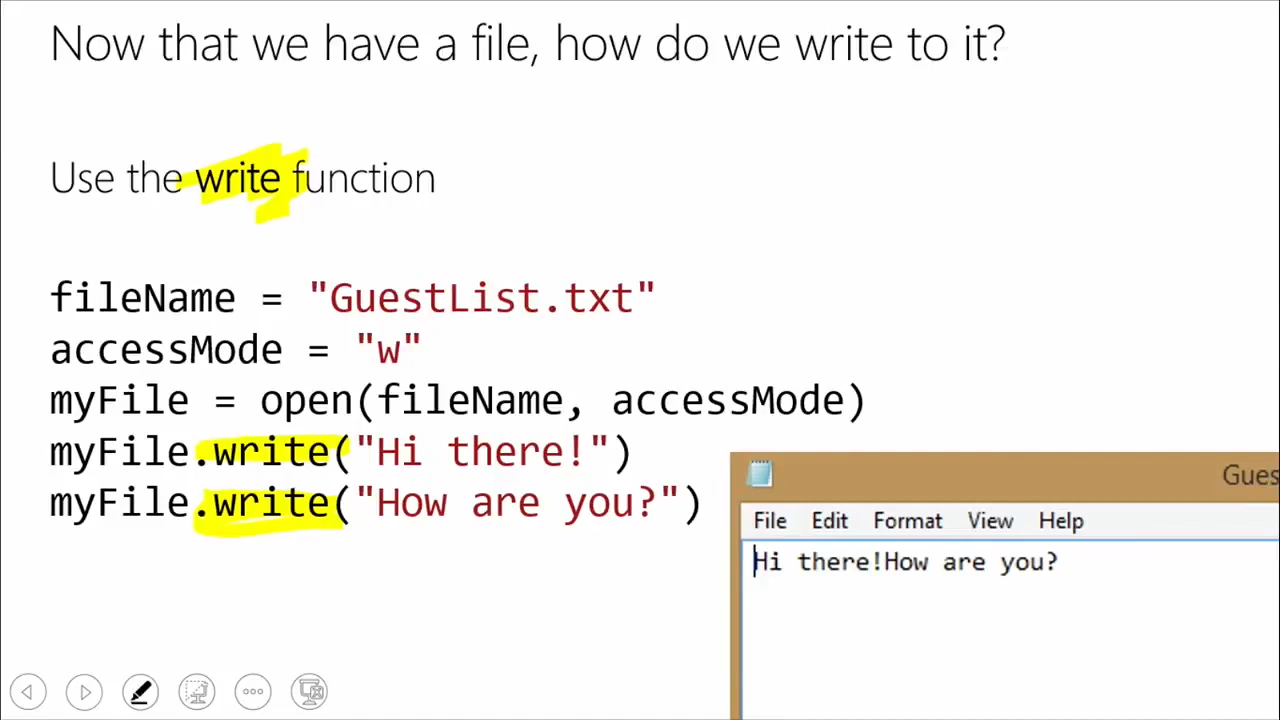 Now that we have a file, how do we write to it?
Use the write function
fileName = "GuestList.txt"
accessMode = "w"
myFile = open(fileName, accessMode)
myFile.write("Hi there!")
myFile.write("How are you?")
Gues
File Edit Format View Help
Hi there!How are you?